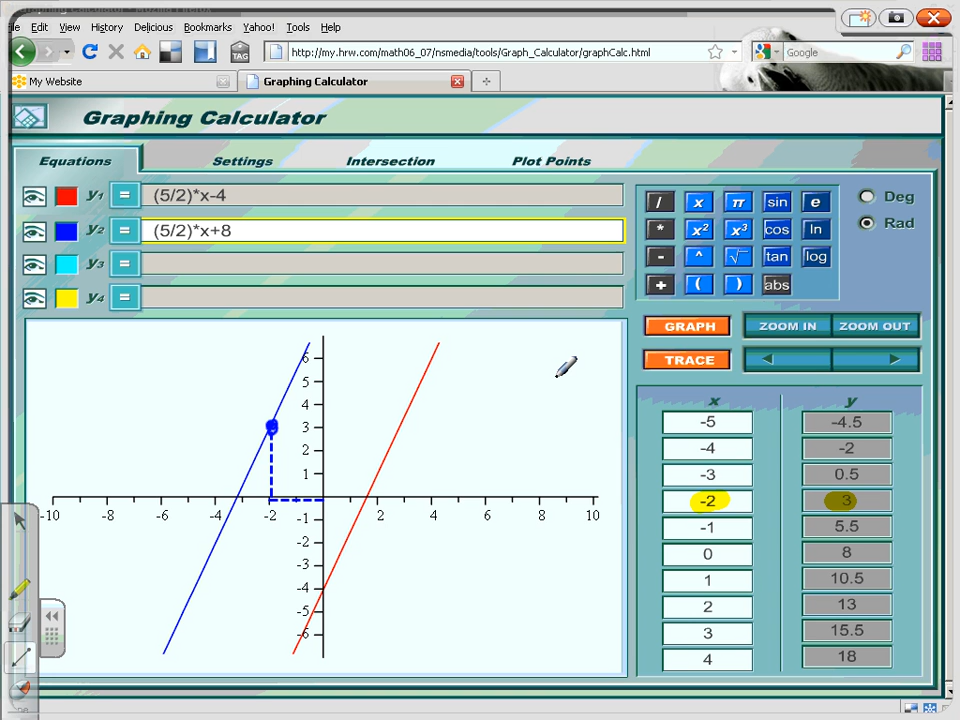 File Edit View History Delicious Bookmarks Yahoo! Tools Help
TAG http://my.hrw.com/math06_07/nsmedia/tools/Graph_Calculator/graphCalc.html Google
My Website Graphing Calculator
Graphing Calculator
Equations Settings Intersection Plot Points
y1 = (5/2)*x-4
y2 = (5/2)*x+8
y3 =
y4 =
/ x π sin e
* x² x³ cos ln
- ^ √ tan log
+ ( ) abs
Deg
Rad
GRAPH ZOOM IN ZOOM OUT
TRACE
6
5
4
3
2
1
-10 -8 -6 -4 -2 2 4 6 8 10
-1
-2
-3
-4
-5
-6
x y
-5 -4.5
-4 -2
-3 0.5
-2 3
-1 5.5
0 8
1 10.5
2 13
3 15.5
4 18